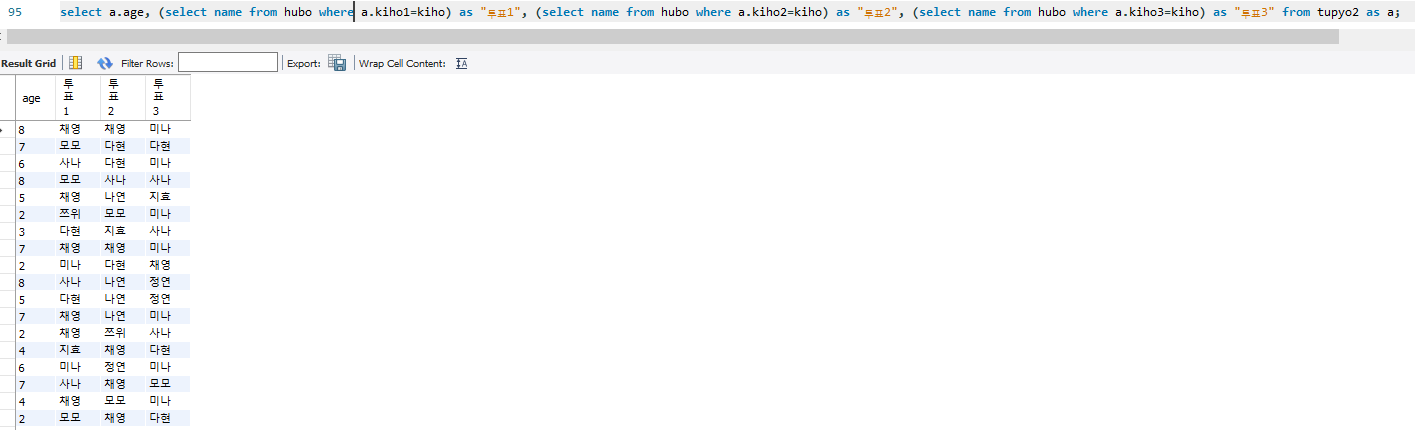 95 select a.age, (select name from hubo where a.kiho1=kiho) as "투표1", (select name from hubo where a.kiho2=kiho) as "투표2", (select name from hubo where a.kiho3=kiho) as "투표3" from tupyo2 as a;
Result Grid Filter Rows: Export: Wrap Cell Content:
age 투표1 투표2 투표3
8 채영 채영 미나
7 모모 다현 다현
6 사나 다현 미나
8 모모 사나 사나
5 채영 나연 지효
2 쯔위 모모 미나
3 다현 지효 사나
7 채영 채영 미나
2 미나 다현 채영
8 사나 나연 정연
5 다현 나연 정연
7 채영 나연 미나
2 채영 쯔위 사나
4 지효 채영 다현
6 미나 정연 미나
7 사나 채영 모모
4 채영 모모 미나
2 모모 채영 다현